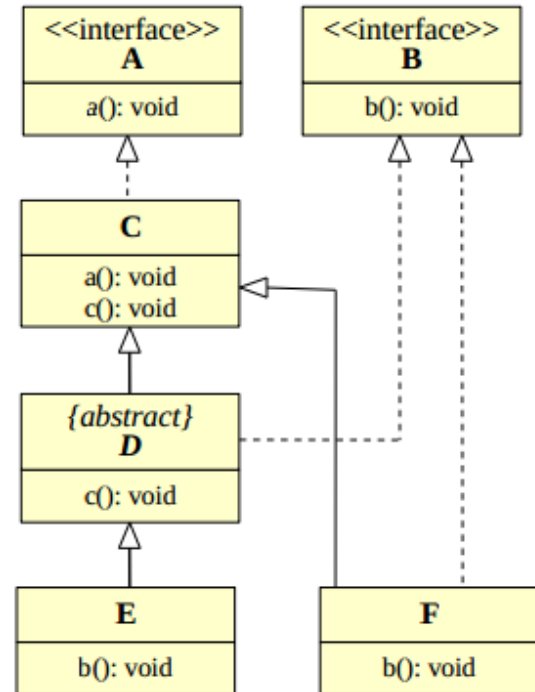 <<interface>>
A
a(): void
<<interface>>
B
b(): void
C
a(): void
c(): void
{abstract}
D
c(): void
E
b(): void
F
b(): void